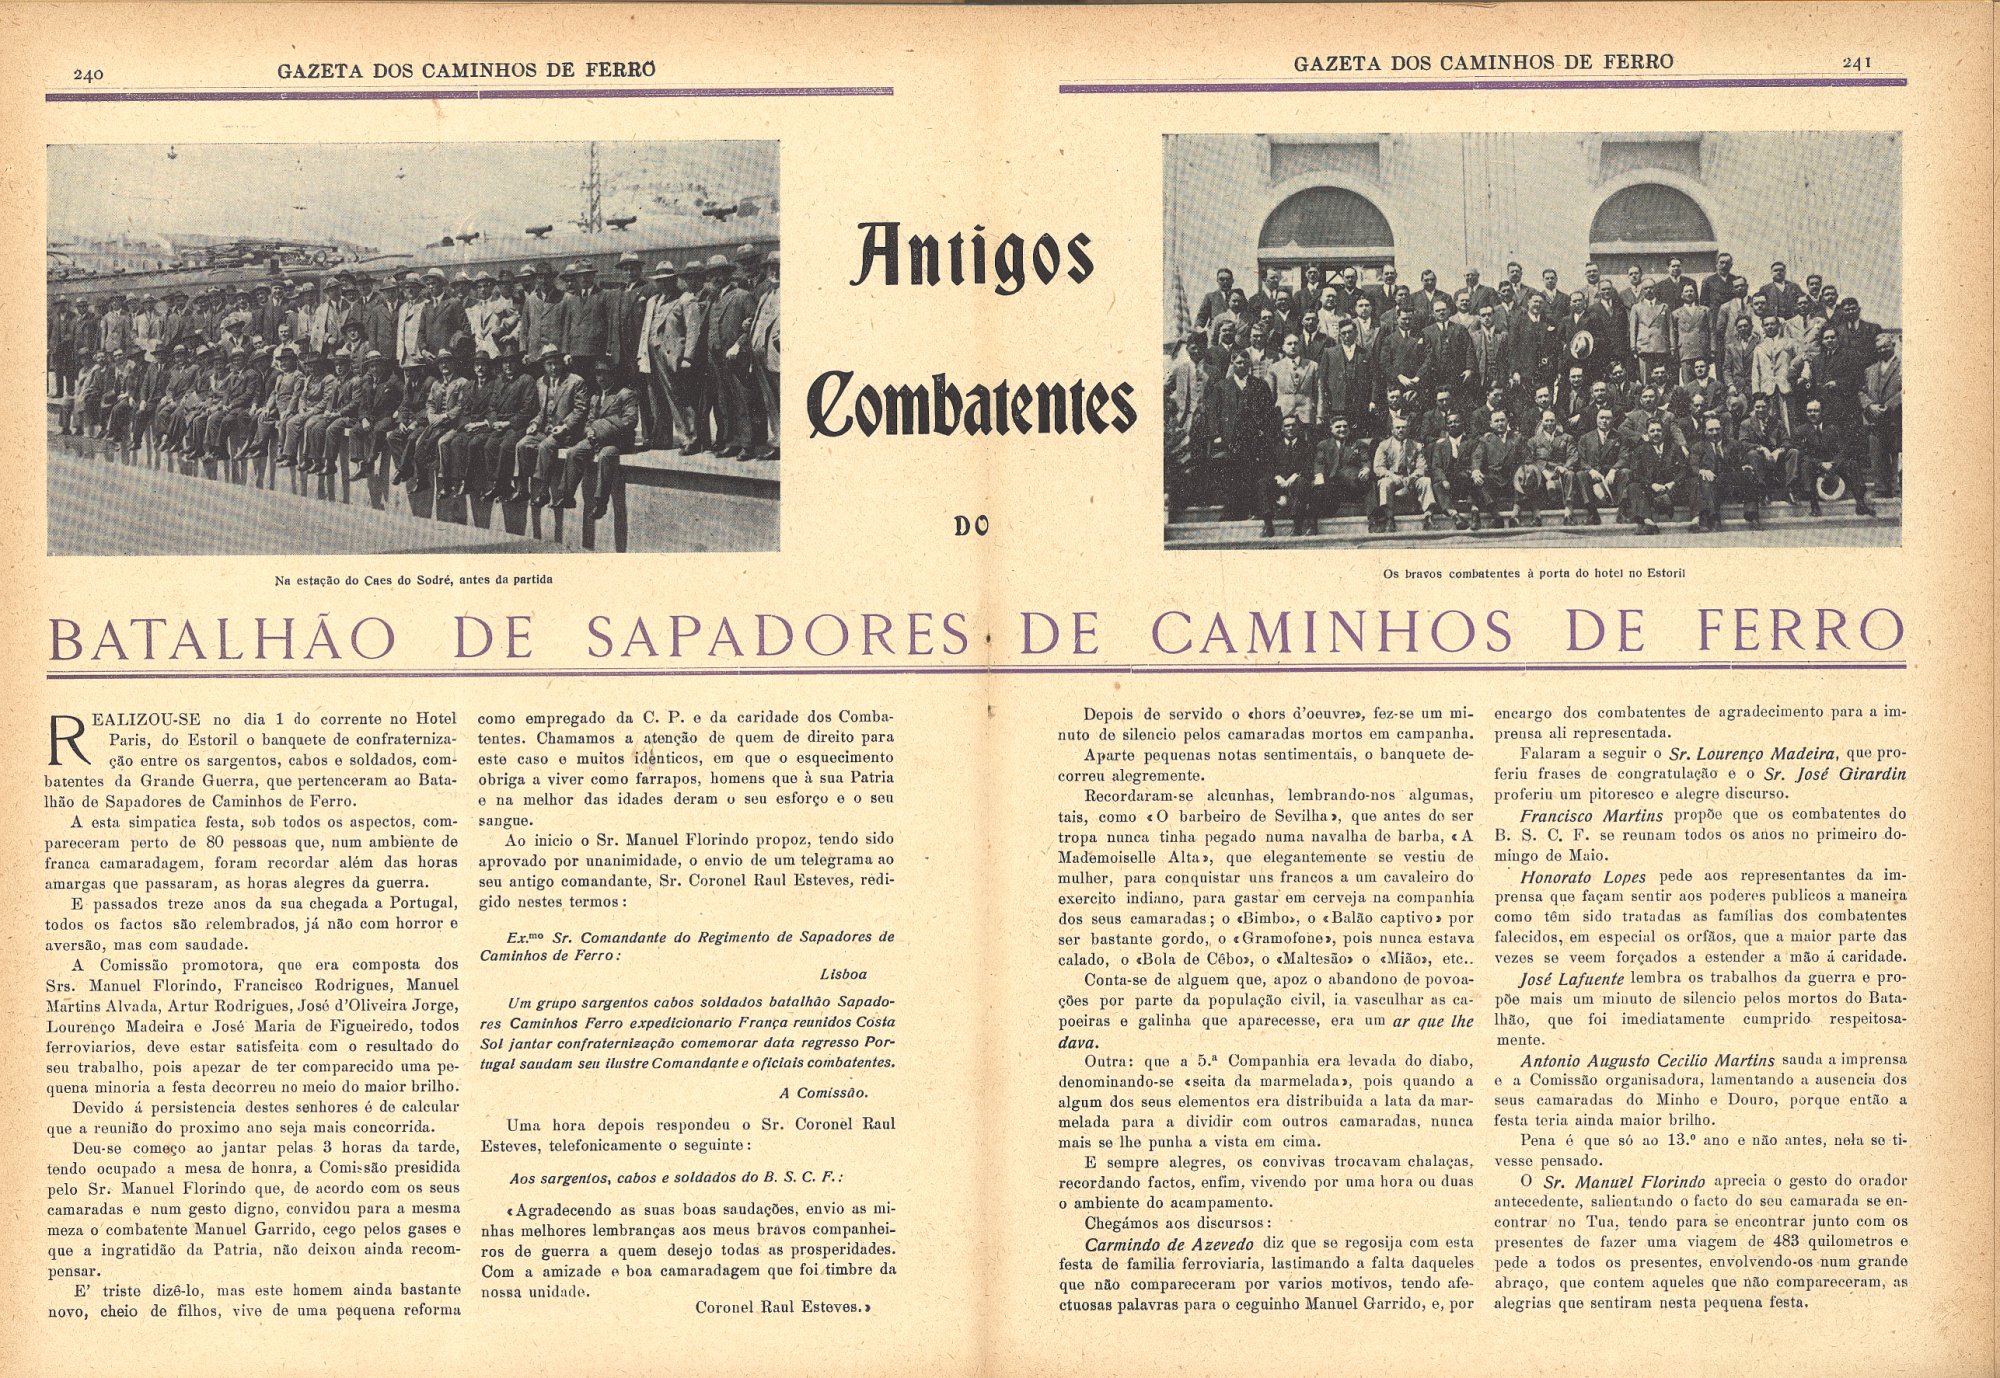 240
GAZETA DOS CAMINHOS DE FERRO
GAZETA DOS CAMINHOS DE FERRO
241
Antigos
Combatentes
DO
Na estação do Caes do Sodré, antes da partida
Os bravos combatentes à porta do hotel no Estoril
BATALHÃO DE SAPADORES DE CAMINHOS DE FERRO
REALIZOU-SE no dia 1 do corrente no Hotel
Paris, do Estoril o banquete de confraterniza-
ção entre os sargentos, cabos e soldados, com-
batentes da Grande Guerra, que pertenceram ao Bata-
lhão de Sapadores de Caminhos de Ferro.
A esta simpatica festa, sob todos os aspectos, com-
pareceram perto de 80 pessoas que, num ambiente de
franca camaradagem, foram recordar além das horas
amargas que passaram, as horas alegres da guerra.
E passados treze anos da sua chegada a Portugal,
todos os factos são relembrados, já não com horror e
aversão, mas com saudade.
A Comissão promotora, que era composta dos
Srs. Manuel Florindo, Francisco Rodrigues, Manuel
Martins Alvada, Artur Rodrigues, José d'Oliveira Jorge,
Lourenço Madeira e José Maria de Figueiredo, todos
ferroviarios, deve estar satisfeita com o resultado do
seu trabalho, pois apezar de ter comparecido uma pe-
quena minoria a festa decorreu no meio do maior brilho.
Devido á persistencia destes senhores é de calcular
que a reunião do proximo ano seja mais concorrida.
Deu-se começo ao jantar pelas 3 horas da tarde,
tendo ocupado a mesa de honra, a Comissão presidida
pelo Sr. Manuel Florindo que, de acordo com os seus
camaradas e num gesto digno, convidou para a mesma
meza o combatente Manuel Garrido, cego pelos gases e
que a ingratidão da Patria, não deixou ainda recom-
pensar.
E' triste dizê-lo, mas este homem ainda bastante
novo, cheio de filhos, vive de uma pequena reforma
como empregado da C. P. e da caridade dos Comba-
tentes. Chamamos a atenção de quem de direito para
este caso e muitos idênticos, em que o esquecimento
obriga a viver como farrapos, homens que à sua Patria
e na melhor das idades deram o seu esforço e o seu
sangue.
Ao inicio o Sr. Manuel Florindo propoz, tendo sido
aprovado por unanimidade, o envio de um telegrama ao
seu antigo comandante, Sr. Coronel Raul Esteves, redi-
gido nestes termos:
Ex.mo Sr. Comandante do Regimento de Sapadores de
Caminhos de Ferro:
Lisboa
Um grupo sargentos cabos soldados batalhão Sapado-
res Caminhos Ferro expedicionario França reunidos Costa
Sol jantar confraternização comemorar data regresso Por-
tugal saudam seu ilustre Comandante e oficiais combatentes.
A Comissão.
Uma hora depois respondeu o Sr. Coronel Raul
Esteves, telefonicamente o seguinte:
Aos sargentos, cabos e soldados do B. S. C. F.:
«Agradecendo as suas boas saudações, envio as mi-
nhas melhores lembranças aos meus bravos companhei-
ros de guerra a quem desejo todas as prosperidades.
Com a amizade e boa camaradagem que foi timbre da
nossa unidade.
Coronel Raul Esteves.»
Depois de servido o «hors d'oeuvre», fez-se um mi-
nuto de silencio pelos camaradas mortos em campanha.
Aparte pequenas notas sentimentais, o banquete de-
correu alegremente.
Recordaram-se alcunhas, lembrando-nos algumas,
tais, como «O barbeiro de Sevilha», que antes de ser
tropa nunca tinha pegado numa navalha de barba, «A
Mademoiselle Alta», que elegantemente se vestiu de
mulher, para conquistar uns francos a um cavaleiro do
exercito indiano, para gastar em cerveja na companhia
dos seus camaradas; o «Bimbo», o «Balão captivo» por
ser bastante gordo, o «Gramofone», pois nunca estava
calado, o «Bola de Cêbo», o «Maltesão» o «Mião», etc..
Conta-se de alguem que, apoz o abandono de povoa-
ções por parte da população civil, ia vasculhar as ca-
poeiras e galinha que aparecesse, era um ar que lhe
dava.
Outra: que a 5.ª Companhia era levada do diabo,
denominando-se «seita da marmelada», pois quando a
algum dos seus elementos era distribuida a lata da mar-
melada para a dividir com outros camaradas, nunca
mais se lhe punha a vista em cima.
E sempre alegres, os convivas trocavam chalaças,
recordando factos, enfim, vivendo por uma hora ou duas
o ambiente do acampamento.
Chegámos aos discursos:
Carmindo de Azevedo diz que se regosija com esta
festa de familia ferroviaria, lastimando a falta daqueles
que não compareceram por varios motivos, tendo afe-
ctuosas palavras para o ceguinho Manuel Garrido, e, por
encargo dos combatentes de agradecimento para a im-
prensa ali representada.
Falaram a seguir o Sr. Lourenço Madeira, que pro-
feriu frases de congratulação e o Sr. José Girardin
proferiu um pitoresco e alegre discurso.
Francisco Martins propõe que os combatentes do
B. S. C. F. se reunam todos os anos no primeiro do-
mingo de Maio.
Honorato Lopes pede aos representantes da im-
prensa que façam sentir aos poderes publicos a maneira
como têm sido tratadas as famílias dos combatentes
falecidos, em especial os orfãos, que a maior parte das
vezes se veem forçados a estender a mão á caridade.
José Lafuente lembra os trabalhos da guerra e pro-
põe mais um minuto de silencio pelos mortos do Bata-
lhão, que foi imediatamente cumprido respeitosa-
mente.
Antonio Augusto Cecilio Martins sauda a imprensa
e a Comissão organisadora, lamentando a ausencia dos
seus camaradas do Minho e Douro, porque então a
festa teria ainda maior brilho.
Pena é que só ao 13.º ano e não antes, nela se ti-
vesse pensado.
O Sr. Manuel Florindo aprecia o gesto do orador
antecedente, salientando o facto do seu camarada se en-
contrar no Tua, tendo para se encontrar junto com os
presentes de fazer uma viagem de 483 quilometros e
pede a todos os presentes, envolvendo-os num grande
abraço, que contem aqueles que não compareceram, as
alegrias que sentiram nesta pequena festa.